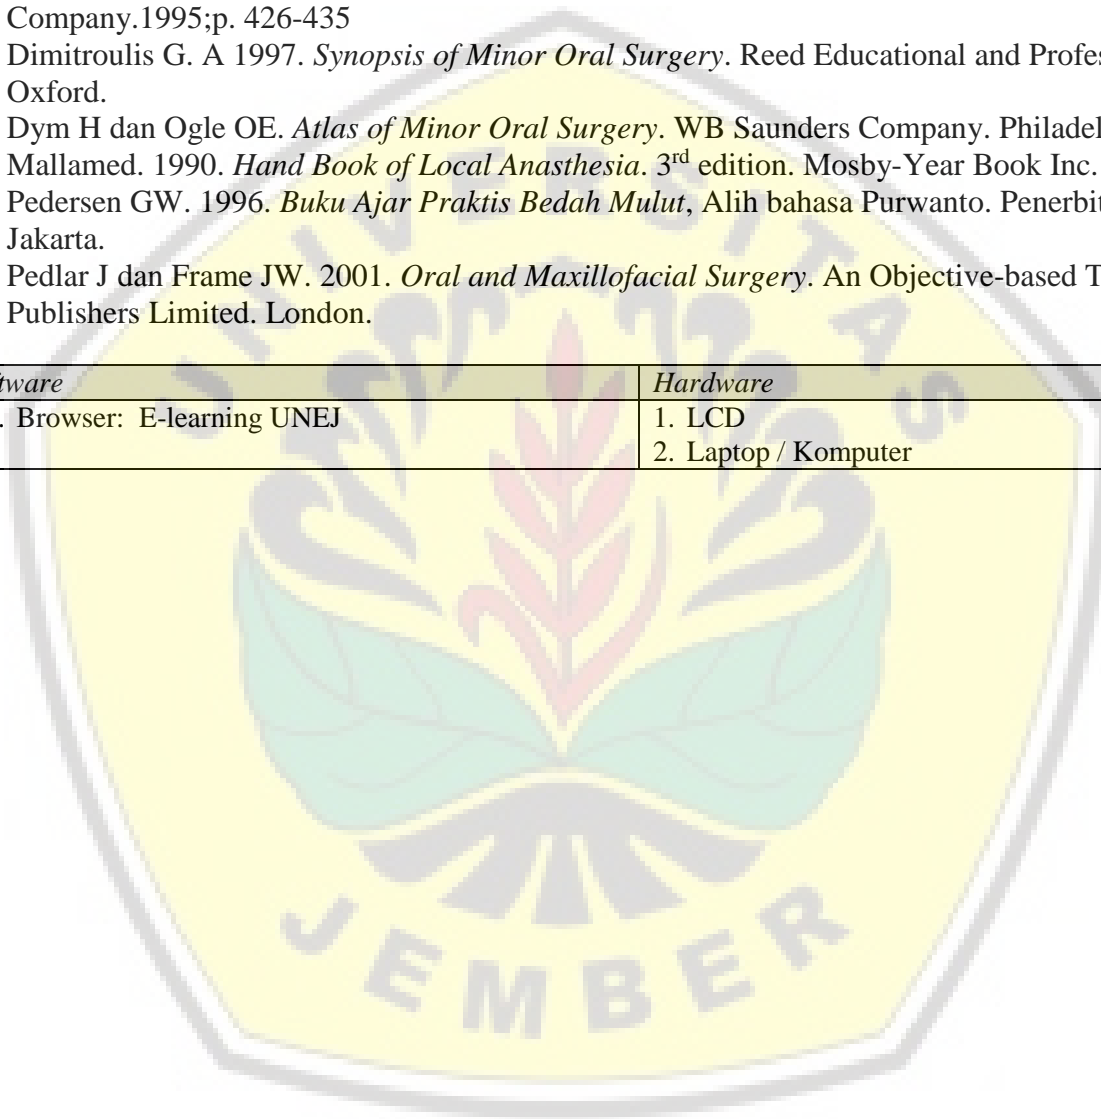 Company.1995;p. 426-435
Dimitroulis G. A 1997. Synopsis of Minor Oral Surgery. Reed Educational and
Oxford.
Dym H dan Ogle OE. Atlas of Minor Oral Surgery. WB Saunders Company.
Mallamed. 1990. Hand Book of Local Anasthesia. 3rd edition. Mosby-Year Book Inc.
Pedersen GW. 1996. Buku Ajar Praktis Bedah Mulut, Alih bahasa Purwanto. Penerbit
Jakarta.
Pedlar J dan Frame JW. 2001. Oral and Maxillofacial Surgery. An Objective-based
Publishers Limited. London.
tware Hardware
. Browser: E-learning UNEJ 1. LCD
2. Laptop / Komputer
UNIVERSITAS
JEMBER